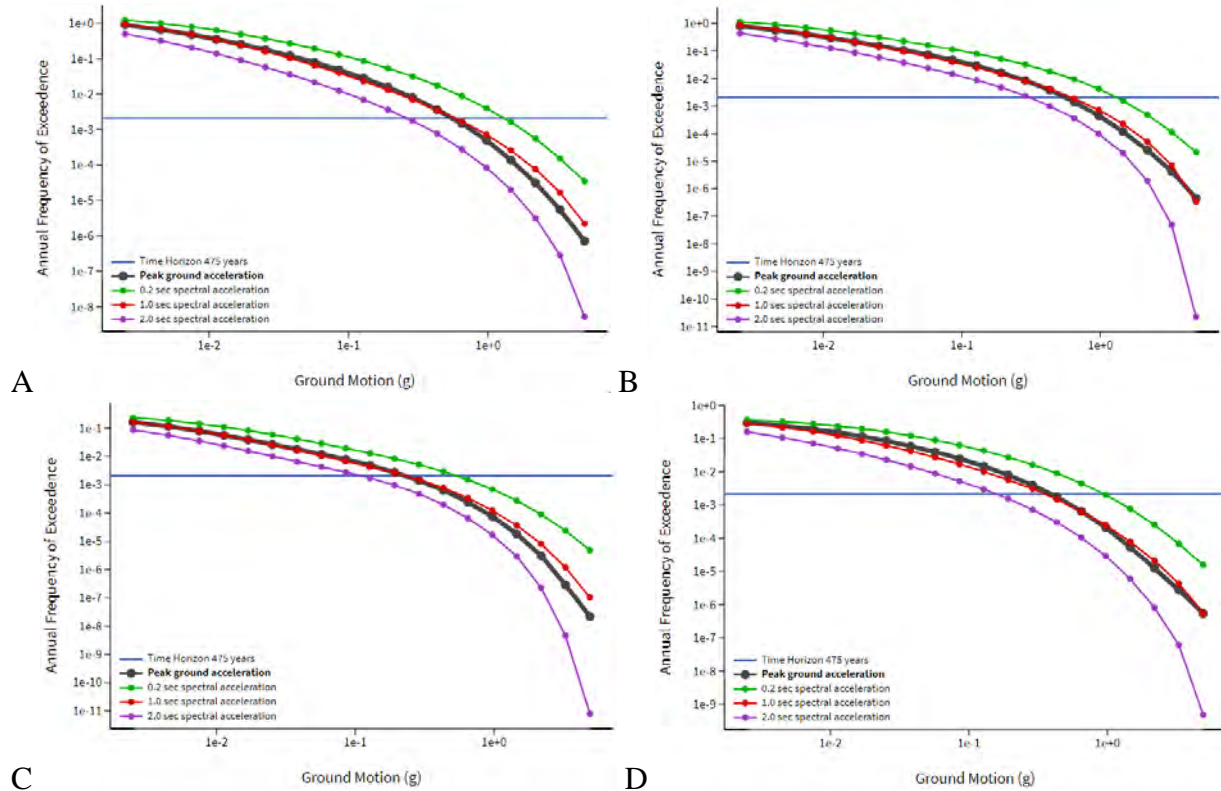 1e+0
1e-1
1e-2
1e-3
1e-4
1e-5
1e-6
1e-7
1e-8
Annual Frequency of Exceedence
Time Horizon 475 years
Peak ground acceleration
0.2 sec spectral acceleration
1.0 sec spectral acceleration
2.0 sec spectral acceleration
1e-2 1e-1 1e+0
Ground Motion (g)
A
1e+0
1e-1
1e-2
1e-3
1e-4
1e-5
1e-6
1e-7
1e-8
1e-9
1e-10
1e-11
Annual Frequency of Exceedence
Time Horizon 475 years
Peak ground acceleration
0.2 sec spectral acceleration
1.0 sec spectral acceleration
2.0 sec spectral acceleration
1e-2 1e-1 1e+0
Ground Motion (g)
B
1e-1
1e-2
1e-3
1e-4
1e-5
1e-6
1e-7
1e-8
1e-9
1e-10
1e-11
Annual Frequency of Exceedence
Time Horizon 475 years
Peak ground acceleration
0.2 sec spectral acceleration
1.0 sec spectral acceleration
2.0 sec spectral acceleration
1e-2 1e-1 1e+0
Ground Motion (g)
C
1e+0
1e-1
1e-2
1e-3
1e-4
1e-5
1e-6
1e-7
1e-8
1e-9
Annual Frequency of Exceedence
Time Horizon 475 years
Peak ground acceleration
0.2 sec spectral acceleration
1.0 sec spectral acceleration
2.0 sec spectral acceleration
1e-2 1e-1 1e+0
Ground Motion (g)
D